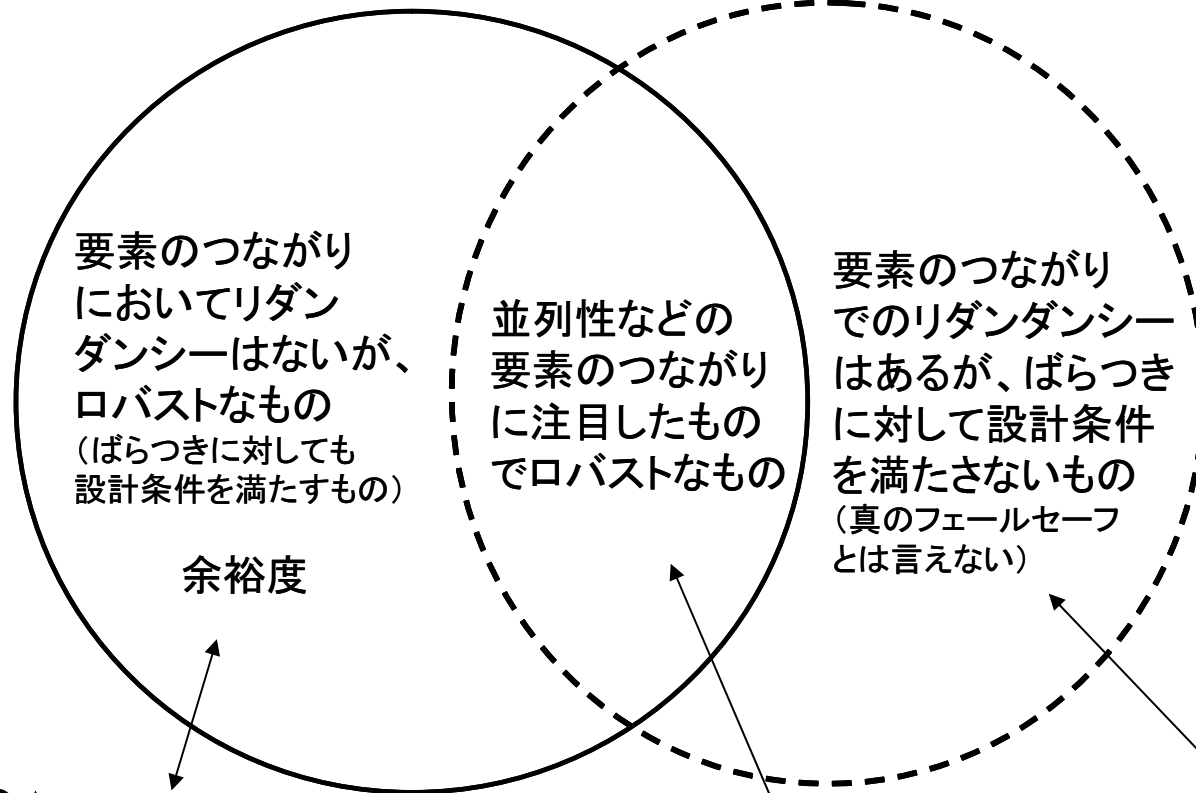 要素のつながり
においてリダン
ダンシーはないが、
ロバストなもの
（ばらつきに対しても
設計条件を満たすもの）
余裕度
並列性などの
要素のつながり
に注目したもの
でロバストなもの
要素のつながり
でのリダンダンシー
はあるが、ばらつき
に対して設計条件
を満たさないもの
（真のフェールセーフ
とは言えない）